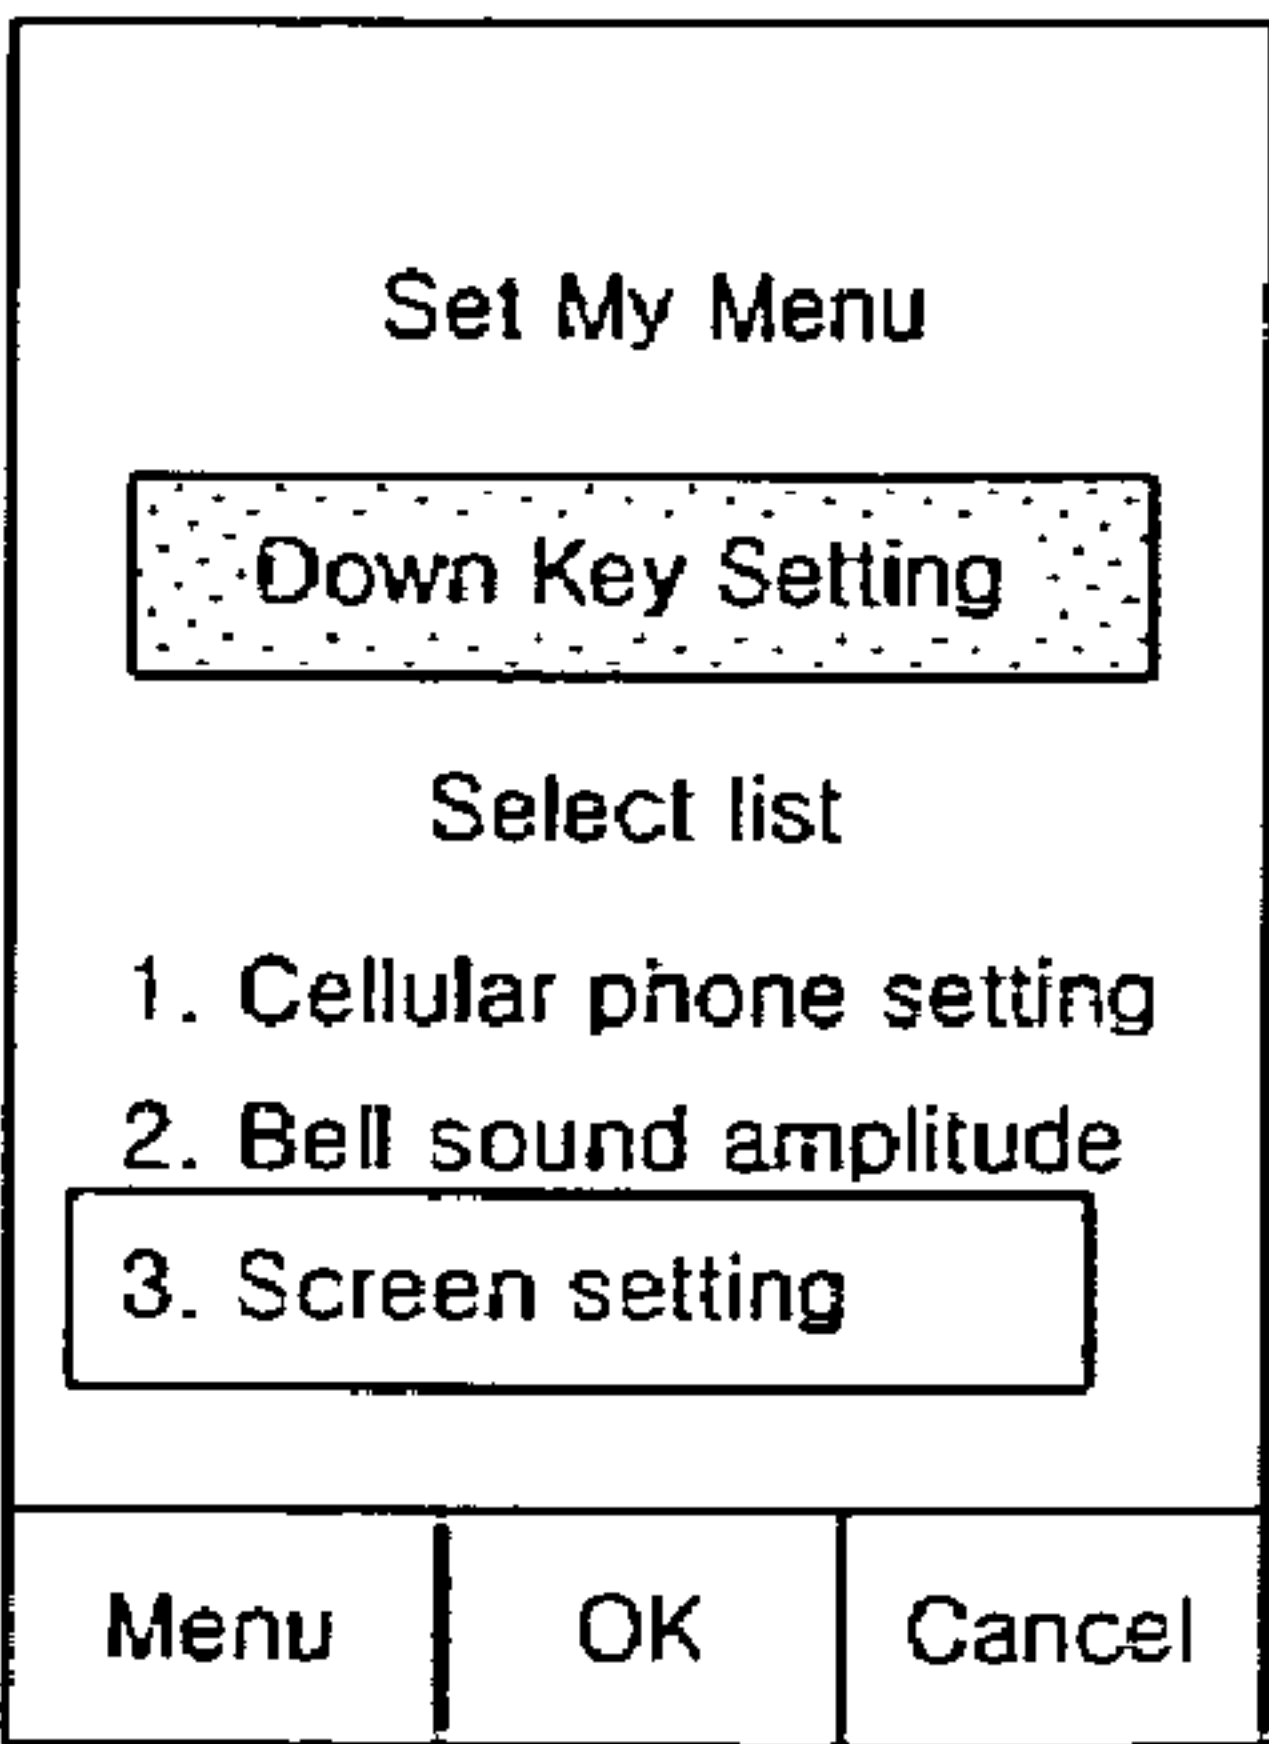 Set My Menu
Down Key Setting
Select list
1. Cellular phone setting
2. Bell sound amplitude
3. Screen setting
Menu OK Cancel